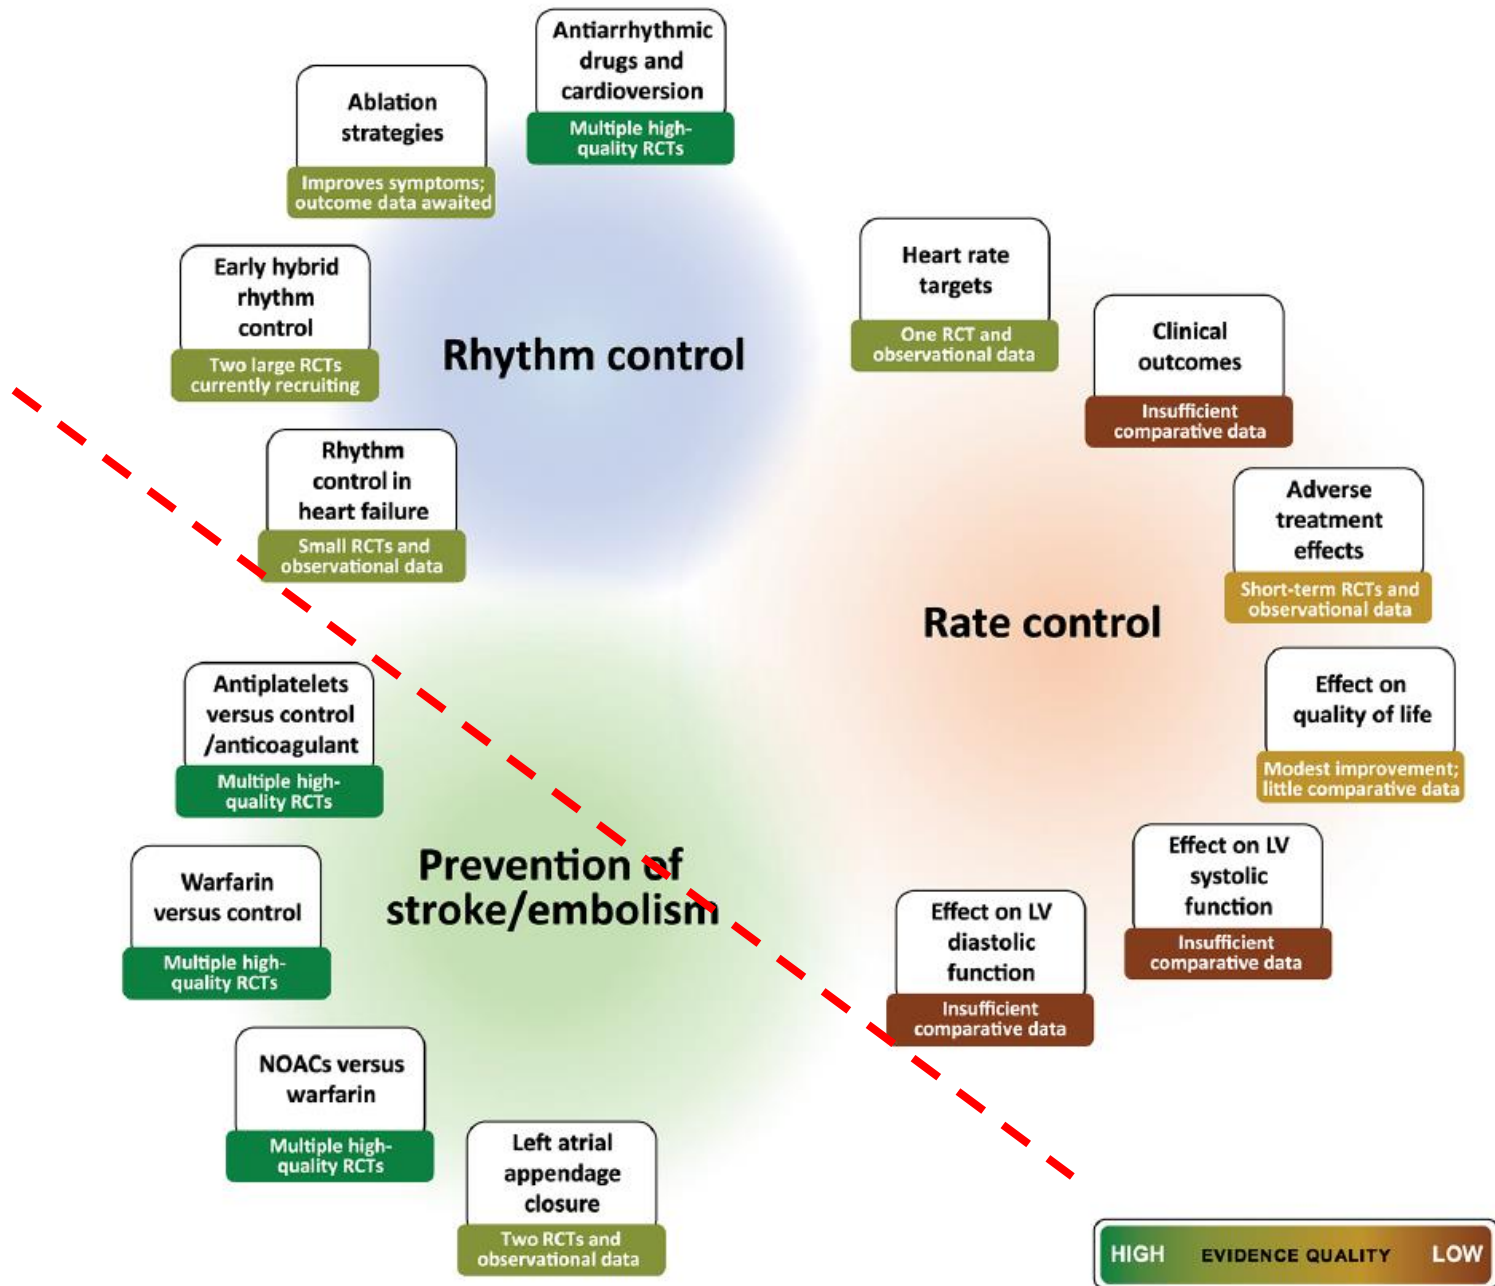 Antiarrhythmic
drugs and
cardioversion
Multiple high-
quality RCTs
Ablation
strategies
Improves symptoms;
outcome data awaited
Early hybrid
rhythm
control
Two large RCTs
currently recruiting
Rhythm
control in
heart failure
Small RCTs and
observational data
Rhythm control
Heart rate
targets
One RCT and
observational data
Clinical
outcomes
Insufficient
comparative data
Adverse
treatment
effects
Short-term RCTs and
observational data
Rate control
Effect on
quality of life
Modest improvement;
little comparative data
Effect on LV
systolic
function
Insufficient
comparative data
Effect on LV
diastolic
function
Insufficient
comparative data
Antiplatelets
versus control
/anticoagulant
Multiple high-
quality RCTs
Prevention of
stroke/embolism
Warfarin
versus control
Multiple high-
quality RCTs
NOACs versus
warfarin
Multiple high-
quality RCTs
Left atrial
appendage
closure
Two RCTs and
observational data
HIGH EVIDENCE QUALITY LOW